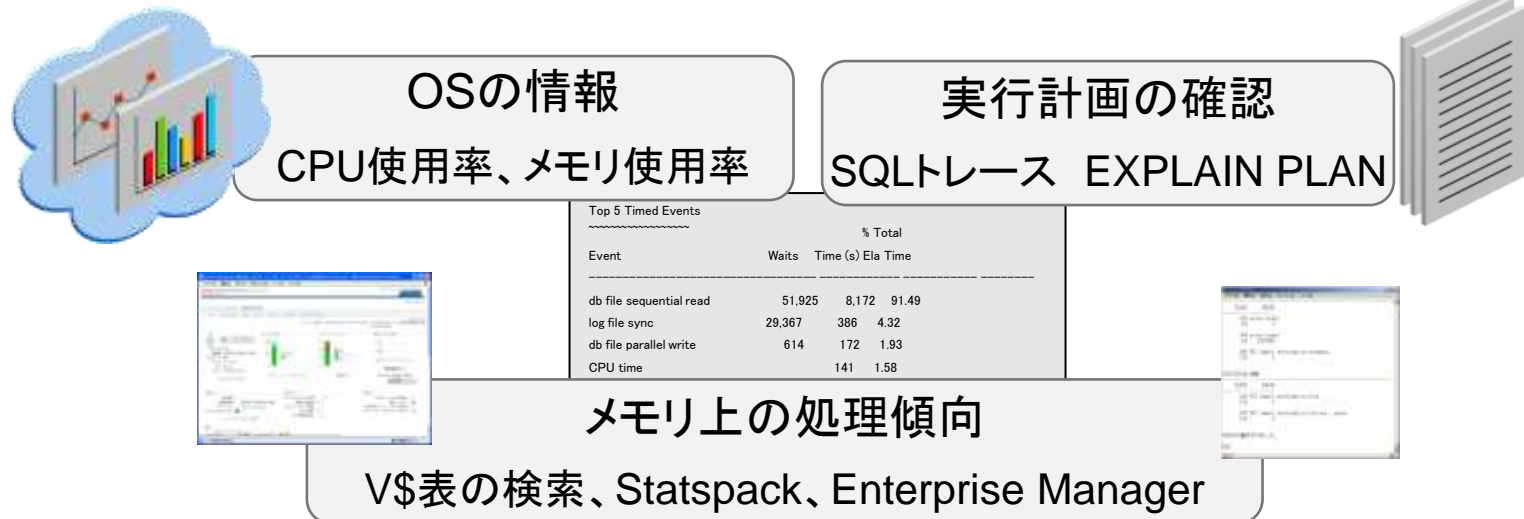 OSの情報
CPU使用率、メモリ使用率
実行計画の確認
SQLトレース EXPLAIN PLAN
Top 5 Timed Events
~~~~~~~~~~~~~~~~~~
% Total
Event Waits Time (s) Ela Time
---------------------------------- ------------ ----------- --------
db file sequential read 51,925 8,172 91.49
log file sync 29,367 386 4.32
db file parallel write 614 172 1.93
CPU time 141 1.58
メモリ上の処理傾向
V$表の検索、Statspack、Enterprise Manager